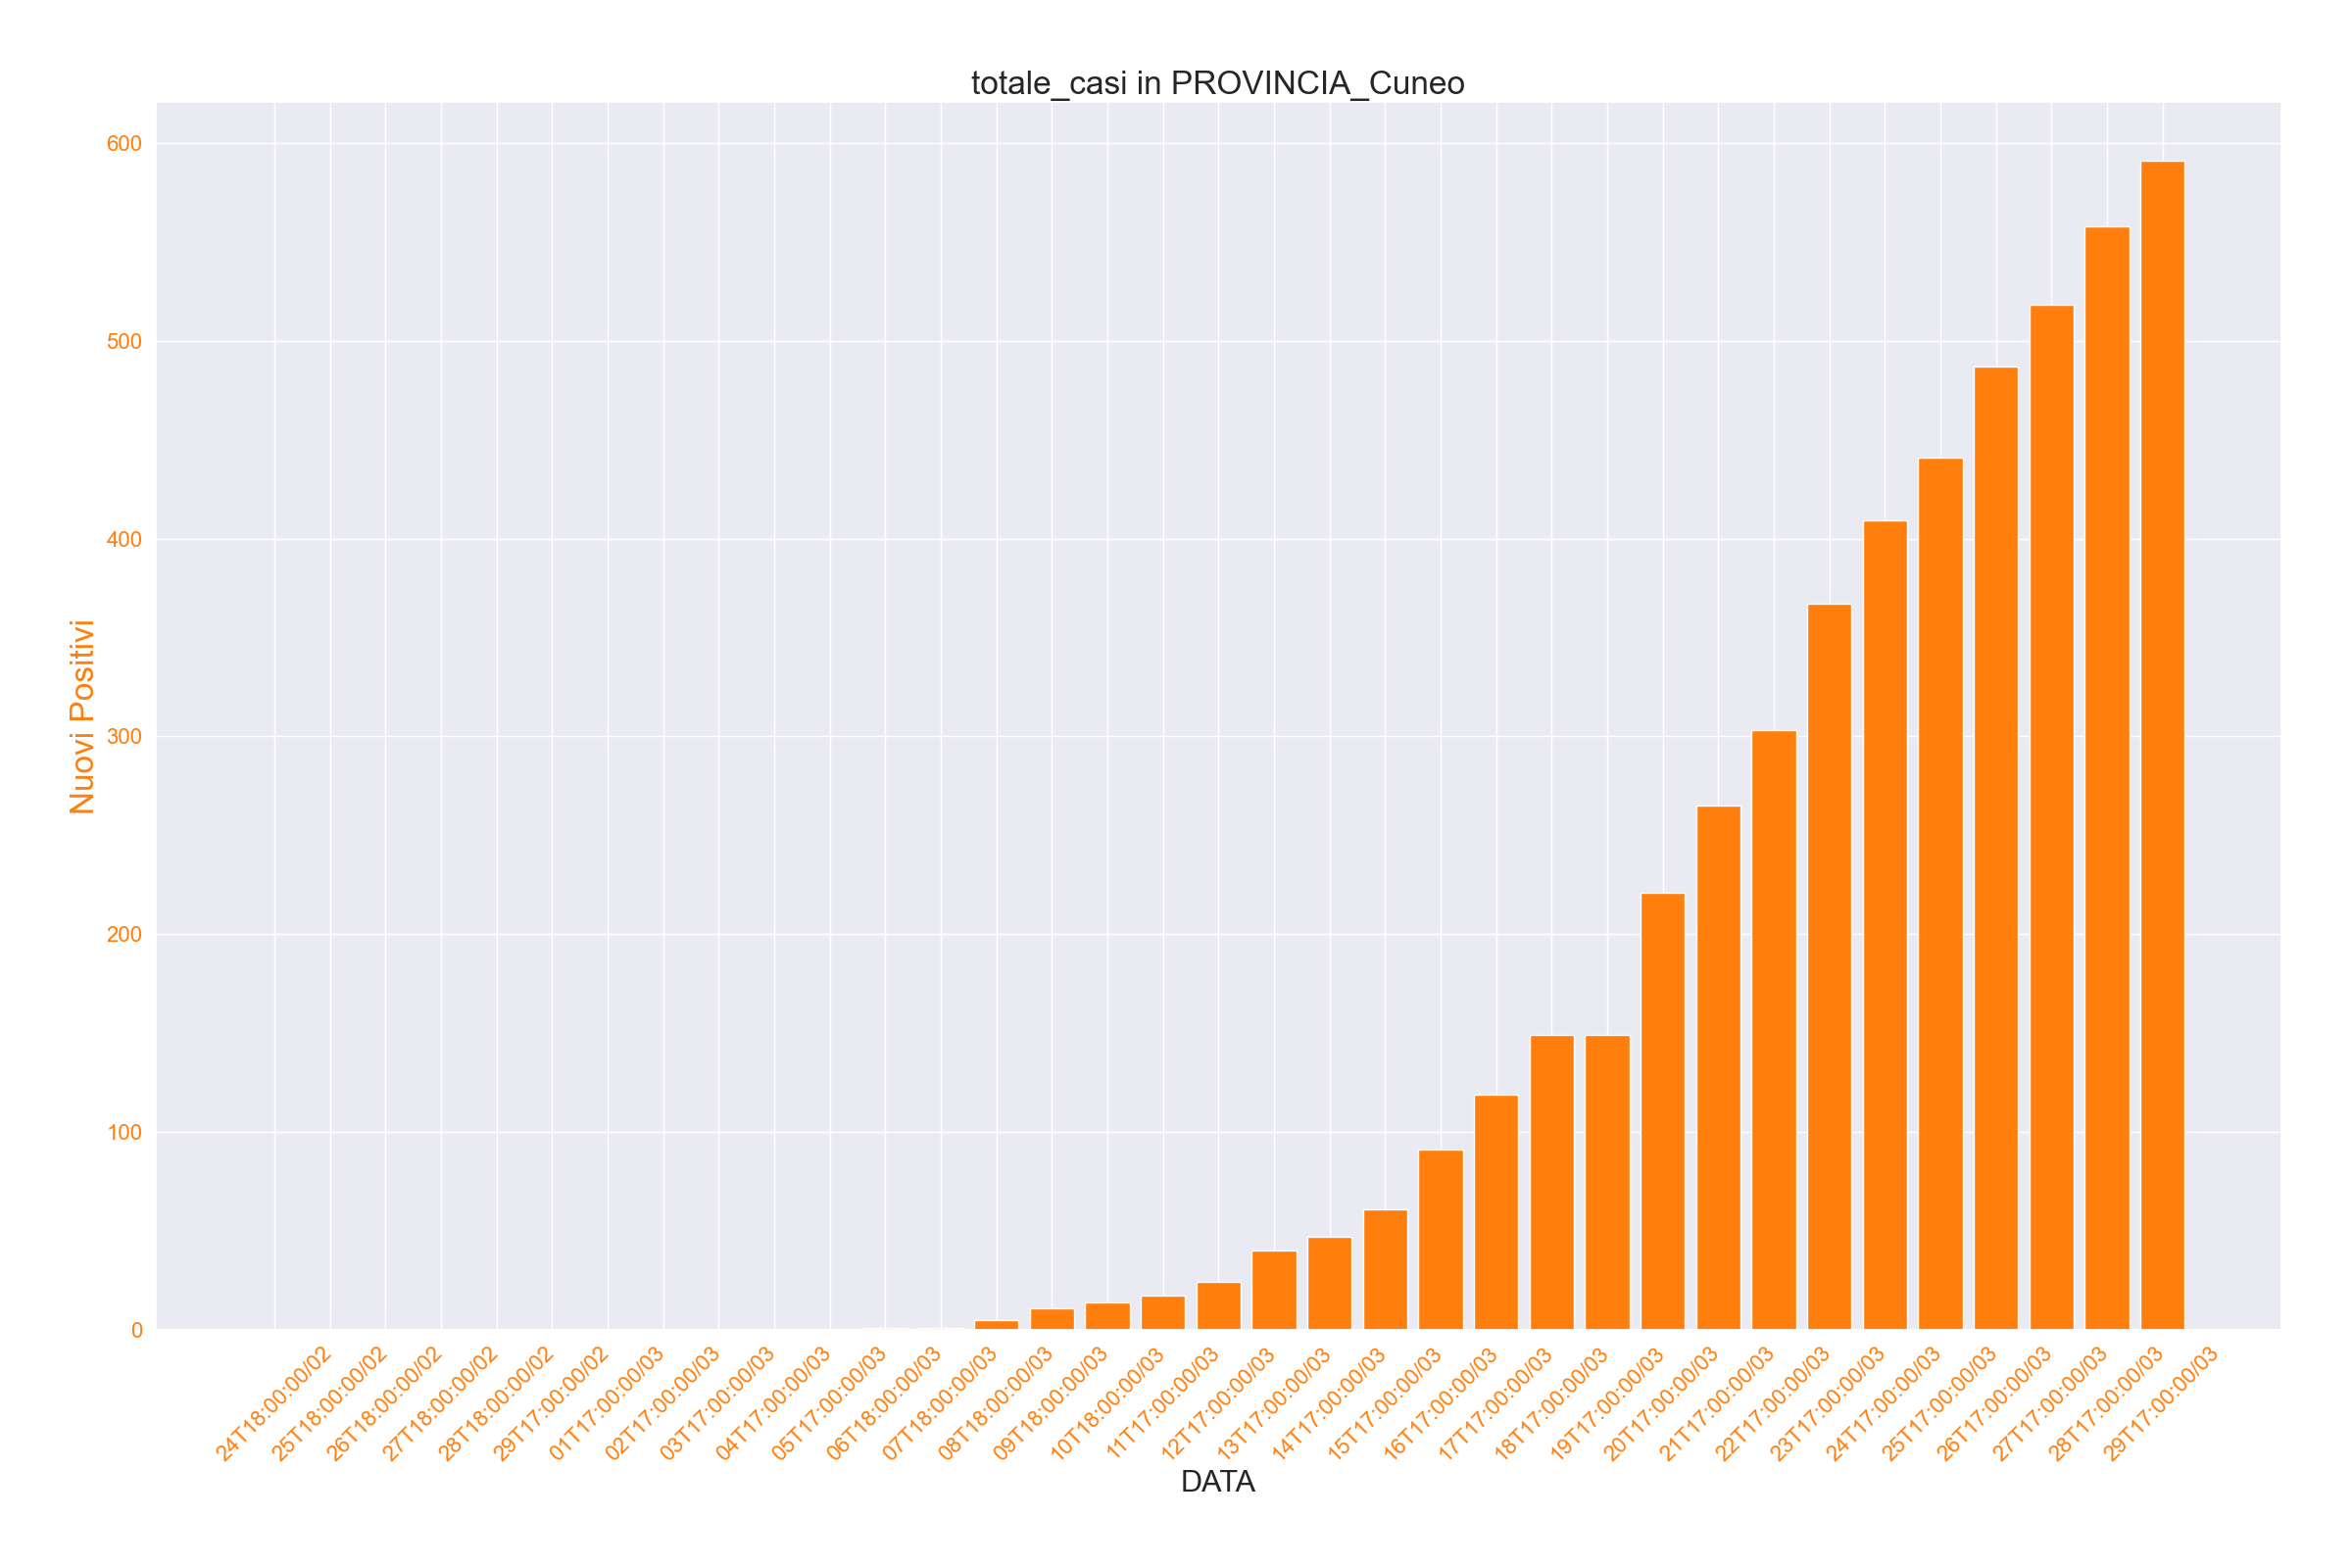 totale_casi in PROVINCIA_Cuneo
600
500
400
300
200
100
0
Nuovi Positivi
24T18:00:00/02
25T18:00:00/02
26T18:00:00/02
27T18:00:00/02
28T18:00:00/02
29T17:00:00/02
01T17:00:00/03
02T17:00:00/03
03T17:00:00/03
04T17:00:00/03
05T17:00:00/03
06T18:00:00/03
07T18:00:00/03
08T18:00:00/03
09T18:00:00/03
10T18:00:00/03
11T17:00:00/03
12T17:00:00/03
13T17:00:00/03
14T17:00:00/03
15T17:00:00/03
16T17:00:00/03
17T17:00:00/03
18T17:00:00/03
19T17:00:00/03
20T17:00:00/03
21T17:00:00/03
22T17:00:00/03
23T17:00:00/03
24T17:00:00/03
25T17:00:00/03
26T17:00:00/03
27T17:00:00/03
28T17:00:00/03
29T17:00:00/03
DATA